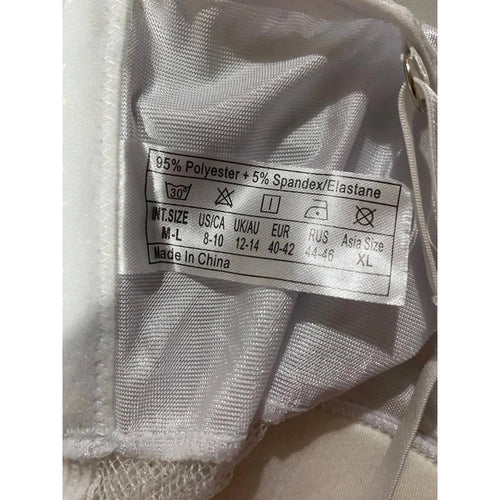 95% Polyester + 5% Spandex/Elastane
30°
INT.SIZE US/CA UK/AU EUR RUS Asia Size
M-L 8-10 12-14 40-42 44-46 XL
Made In China